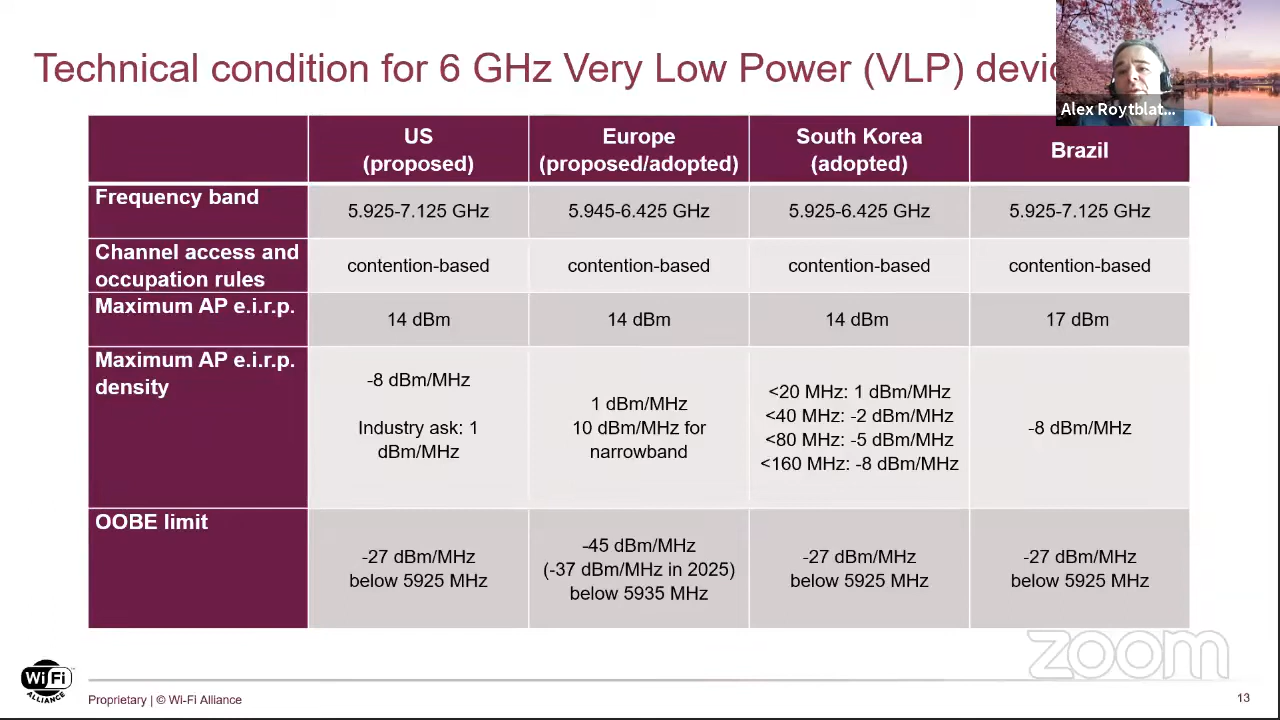 Technical condition for 6 GHz Very Low Power (VLP)
Alex Roytblat...
US
(proposed)
Europe
(proposed/adopted)
South Korea
(adopted)
Brazil
Frequency band
5.925-7.125 GHz
5.945-6.425 GHz
5.925-6.425 GHz
5.925-7.125 GHz
Channel access and
occupation rules
contention-based
contention-based
contention-based
contention-based
Maximum AP e.i.r.p.
14 dBm
14 dBm
14 dBm
17 dBm
Maximum AP e.i.r.p.
density
-8 dBm/MHz
Industry ask: 1
dBm/MHz
1 dBm/MHz
10 dBm/MHz for
narrowband
<20 MHz: 1 dBm/MHz
<40 MHz: -2 dBm/MHz
<80 MHz: -5 dBm/MHz
<160 MHz: -8 dBm/MHz
-8 dBm/MHz
OOBE limit
-27 dBm/MHz
below 5925 MHz
-45 dBm/MHz
(-37 dBm/MHz in 2025)
below 5935 MHz
-27 dBm/MHz
below 5925 MHz
-27 dBm/MHz
below 5925 MHz
zoom
Wi Fi
ALLIANCE
Proprietary | © Wi-Fi Alliance
13